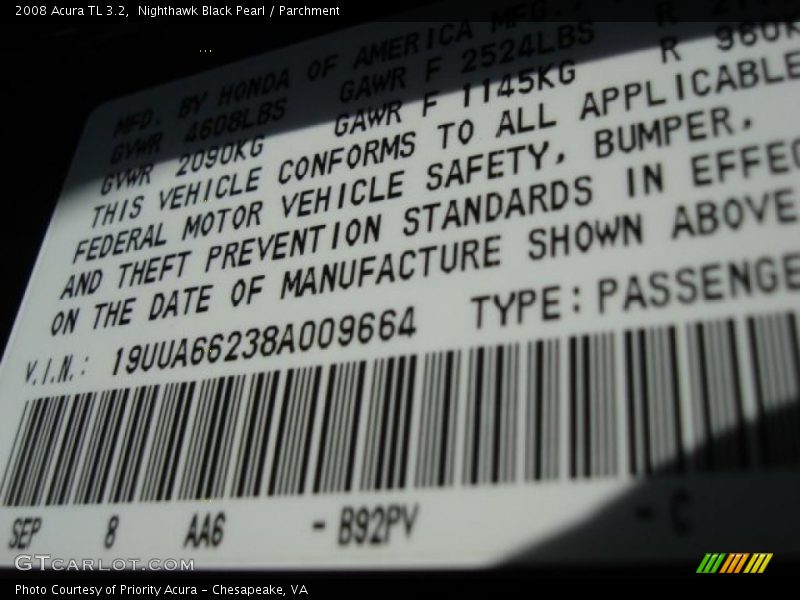 2008 Acura TL 3.2, Nighthawk Black Pearl / Parchment
MFD. BY HONDA OF AMERICA MFG.,
GVWR 4608LBS GAWR F 2524LBS R
GVWR 2090KG GAWR F 1145KG R 960K
THIS VEHICLE CONFORMS TO ALL APPLICABLE
FEDERAL MOTOR VEHICLE SAFETY, BUMPER,
AND THEFT PREVENTION STANDARDS IN EFFEC
ON THE DATE OF MANUFACTURE SHOWN ABOVE
V.I.N.: 19UUA66238A009664 TYPE: PASSENGE
SEP 8 AA6 - B92PV - C
GTCARLOT.COM
Photo Courtesy of Priority Acura - Chesapeake, VA